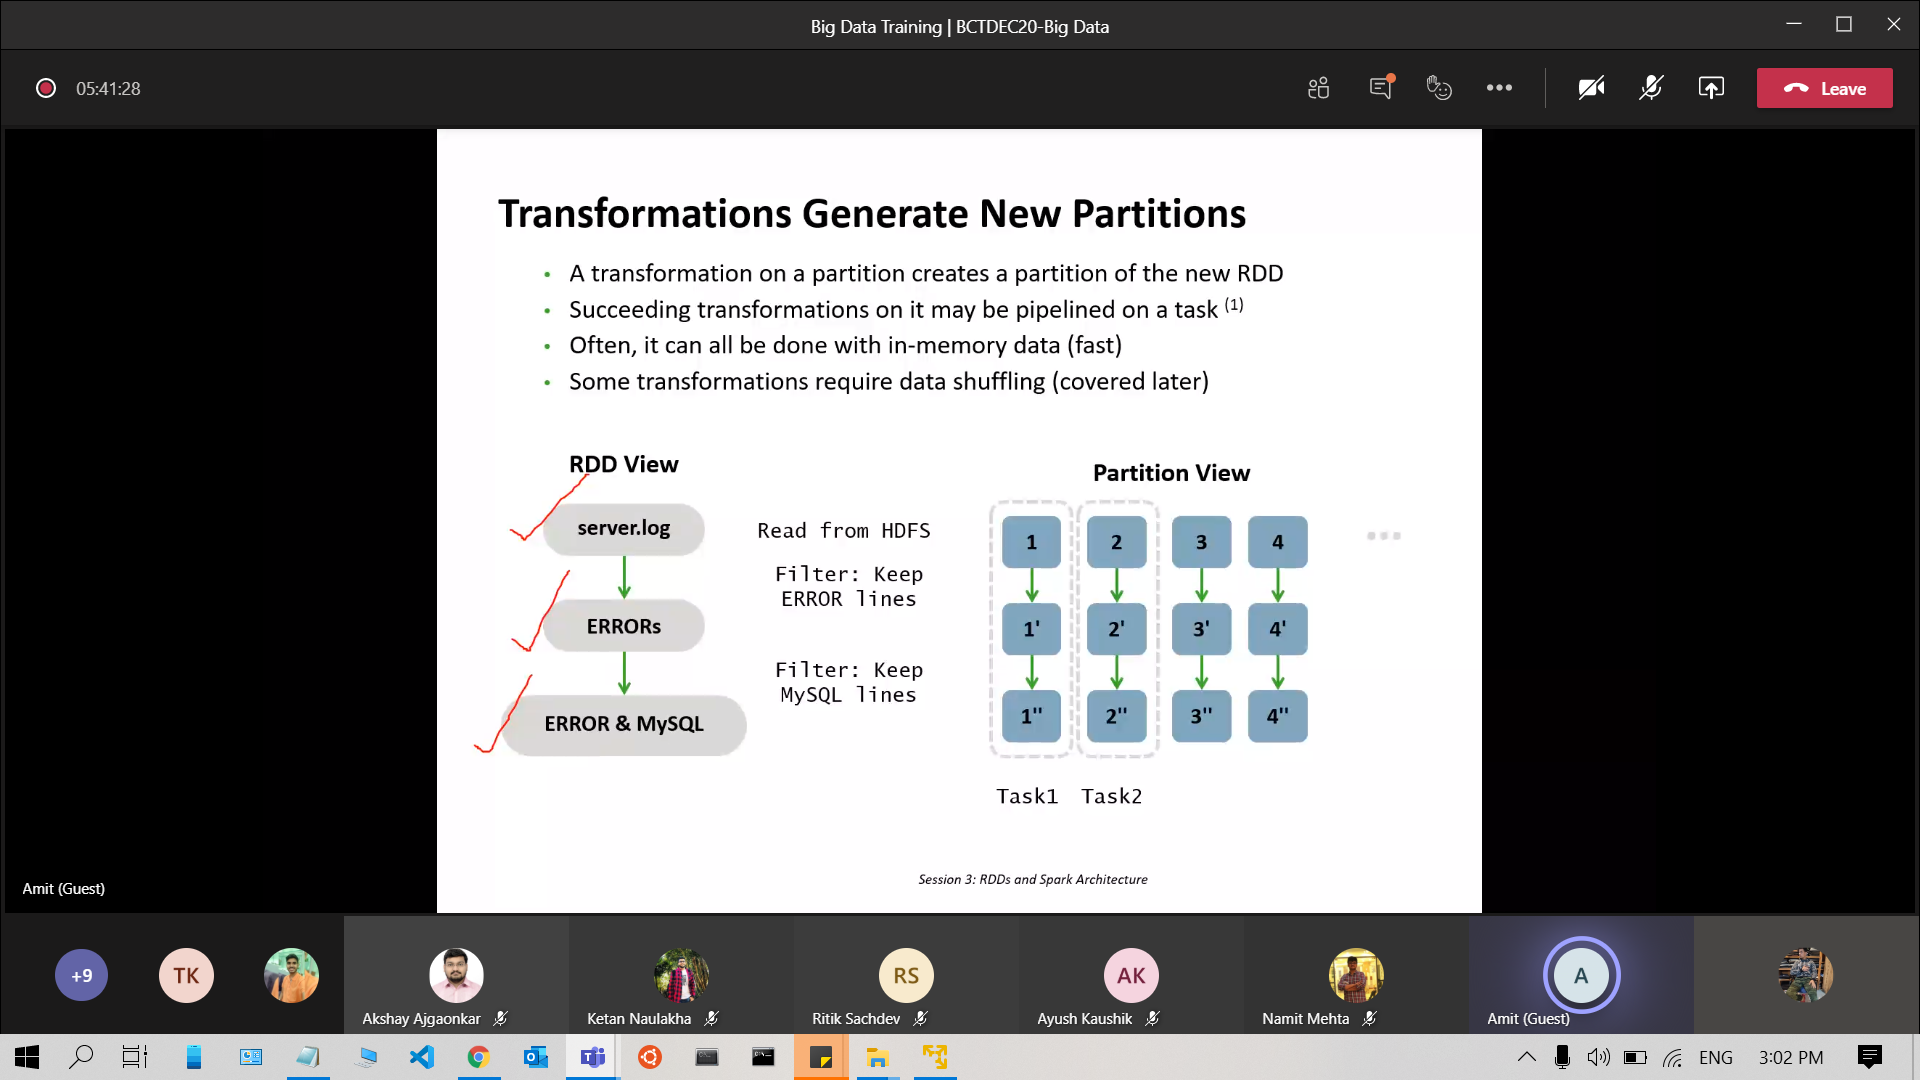 Big Data Training | BCTDEC20-Big Data
05:41:28
Leave
Transformations Generate New Partitions
• A transformation on a partition creates a partition of the new RDD
• Succeeding transformations on it may be pipelined on a task (1)
• Often, it can all be done with in-memory data (fast)
• Some transformations require data shuffling (covered later)
RDD View
server.log
ERRORs
ERROR & MySQL
Read from HDFS
Filter: Keep
ERROR lines
Filter: Keep
MySQL lines
Partition View
1 2 3 4 ...
1' 2' 3' 4'
1'' 2'' 3'' 4''
Task1 Task2
Session 3: RDDs and Spark Architecture
Amit (Guest)
+9 TK RS AK A
Akshay Ajgaonkar Ketan Naulakha Ritik Sachdev Ayush Kaushik Namit Mehta Amit (Guest)
ENG 3:02 PM